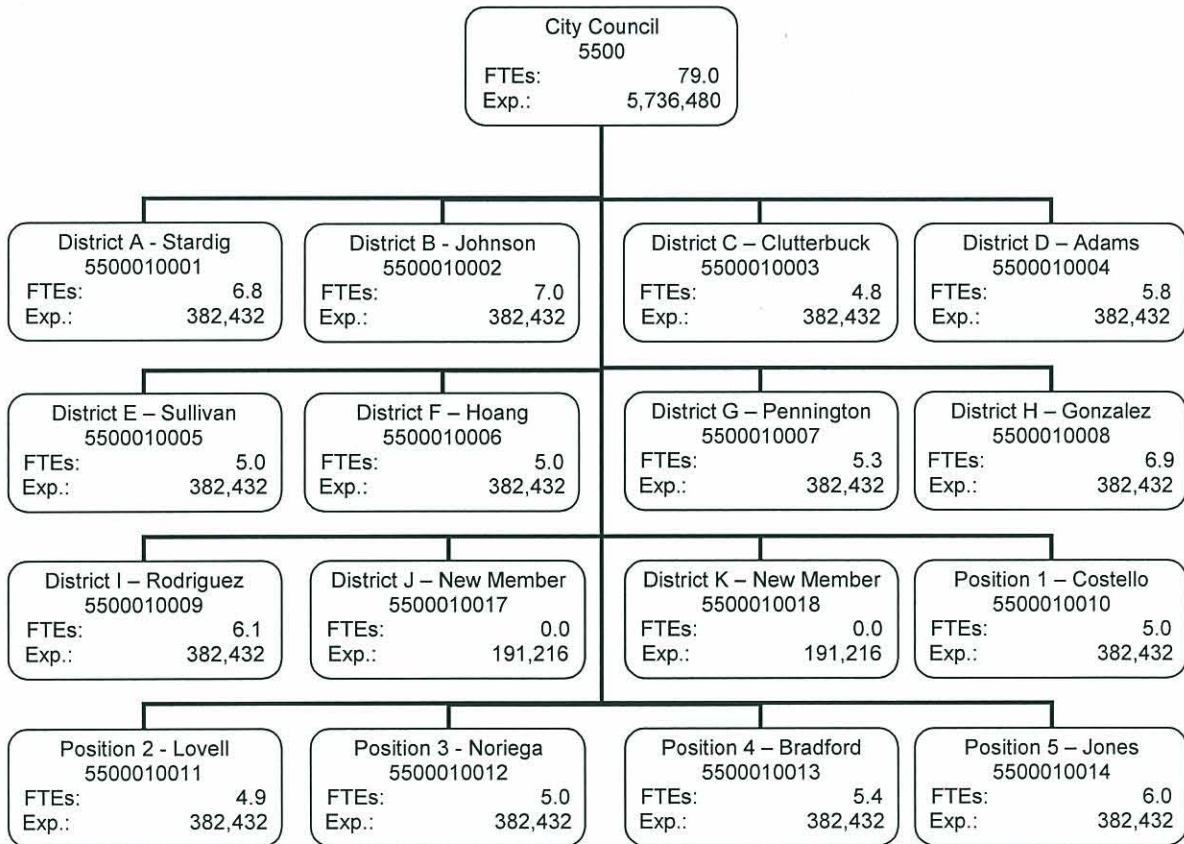 City Council
5500
FTEs: 79.0
Exp.: 5,736,480
District A - Stardig
5500010001
FTEs: 6.8
Exp.: 382,432
District B - Johnson
5500010002
FTEs: 7.0
Exp.: 382,432
District C – Clutterbuck
5500010003
FTEs: 4.8
Exp.: 382,432
District D – Adams
5500010004
FTEs: 5.8
Exp.: 382,432
District E – Sullivan
5500010005
FTEs: 5.0
Exp.: 382,432
District F – Hoang
5500010006
FTEs: 5.0
Exp.: 382,432
District G – Pennington
5500010007
FTEs: 5.3
Exp.: 382,432
District H – Gonzalez
5500010008
FTEs: 6.9
Exp.: 382,432
District I – Rodriguez
5500010009
FTEs: 6.1
Exp.: 382,432
District J – New Member
5500010017
FTEs: 0.0
Exp.: 191,216
District K – New Member
5500010018
FTEs: 0.0
Exp.: 191,216
Position 1 – Costello
5500010010
FTEs: 5.0
Exp.: 382,432
Position 2 - Lovell
5500010011
FTEs: 4.9
Exp.: 382,432
Position 3 - Noriega
5500010012
FTEs: 5.0
Exp.: 382,432
Position 4 – Bradford
5500010013
FTEs: 5.4
Exp.: 382,432
Position 5 – Jones
5500010014
FTEs: 6.0
Exp.: 382,432